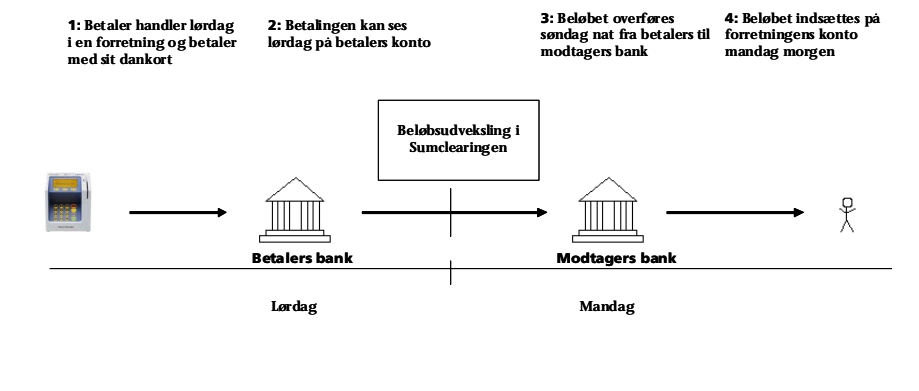 1: Betaler handler lørdag
i en forretning og betaler
med sit dankort
2: Betalingen kan ses
lørdag på betalers konto
3: Beløbet overføres
søndag nat fra betalers til
modtagers bank
4: Beløbet indsættes på
forretningens konto
mandag morgen
Beløbsudveksling i
Sumclearingen
Betalers bank
Modtagers bank
Lørdag
Mandag